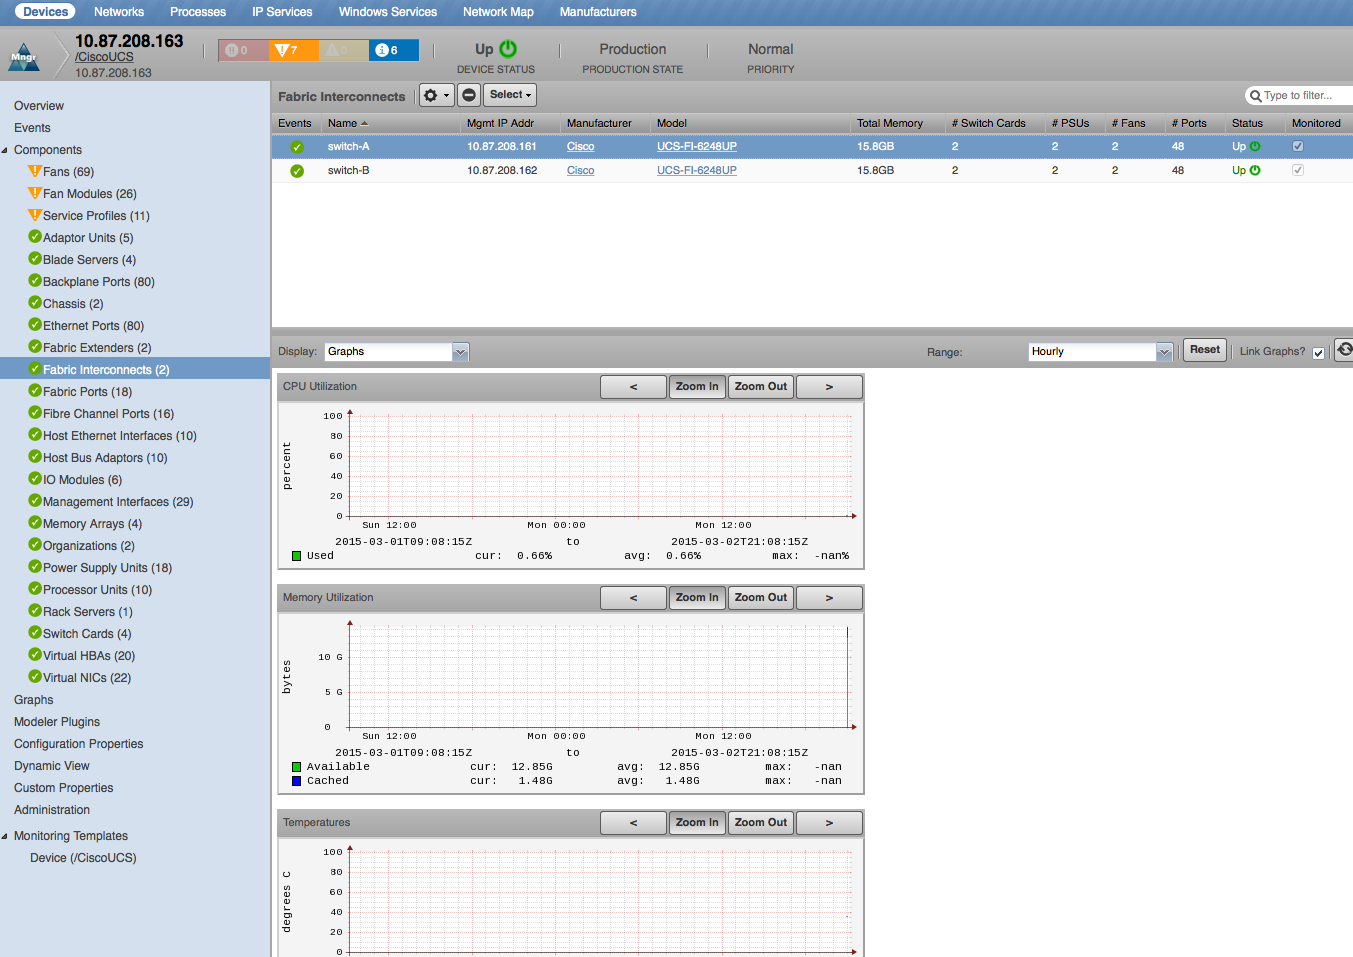 Devices Networks Processes IP Services Windows Services Network Map Manufacturers
Mngr
10.87.208.163
/CiscoUCS
10.87.208.163
0 7 0 6
Up
DEVICE STATUS
Production
PRODUCTION STATE
Normal
PRIORITY
Overview
Events
Components
Fans (69)
Fan Modules (26)
Service Profiles (11)
Adaptor Units (5)
Blade Servers (4)
Backplane Ports (80)
Chassis (2)
Ethernet Ports (80)
Fabric Extenders (2)
Fabric Interconnects (2)
Fabric Ports (18)
Fibre Channel Ports (16)
Host Ethernet Interfaces (10)
Host Bus Adaptors (10)
IO Modules (6)
Management Interfaces (29)
Memory Arrays (4)
Organizations (2)
Power Supply Units (18)
Processor Units (10)
Rack Servers (1)
Switch Cards (4)
Virtual HBAs (20)
Virtual NICs (22)
Graphs
Modeler Plugins
Configuration Properties
Dynamic View
Custom Properties
Administration
Monitoring Templates
Device (/CiscoUCS)
Fabric Interconnects Select Type to filter...
Events Name Mgmt IP Addr Manufacturer Model Total Memory # Switch Cards # PSUs # Fans # Ports Status Monitored
switch-A 10.87.208.161 Cisco UCS-FI-6248UP 15.8GB 2 2 2 48 Up
switch-B 10.87.208.162 Cisco UCS-FI-6248UP 15.8GB 2 2 2 48 Up
Display: Graphs Range: Hourly Reset Link Graphs?
CPU Utilization < Zoom In Zoom Out >
percent
100
80
60
40
20
0
Sun 12:00 Mon 00:00 Mon 12:00
2015-03-01T09:08:15Z to 2015-03-02T21:08:15Z
Used cur: 0.66% avg: 0.66% max: -nan%
Memory Utilization < Zoom In Zoom Out >
bytes
10 G
5 G
0
Sun 12:00 Mon 00:00 Mon 12:00
2015-03-01T09:08:15Z to 2015-03-02T21:08:15Z
Available cur: 12.85G avg: 12.85G max: -nan
Cached cur: 1.48G avg: 1.48G max: -nan
Temperatures < Zoom In Zoom Out >
degrees C
100
80
60
40
20
0